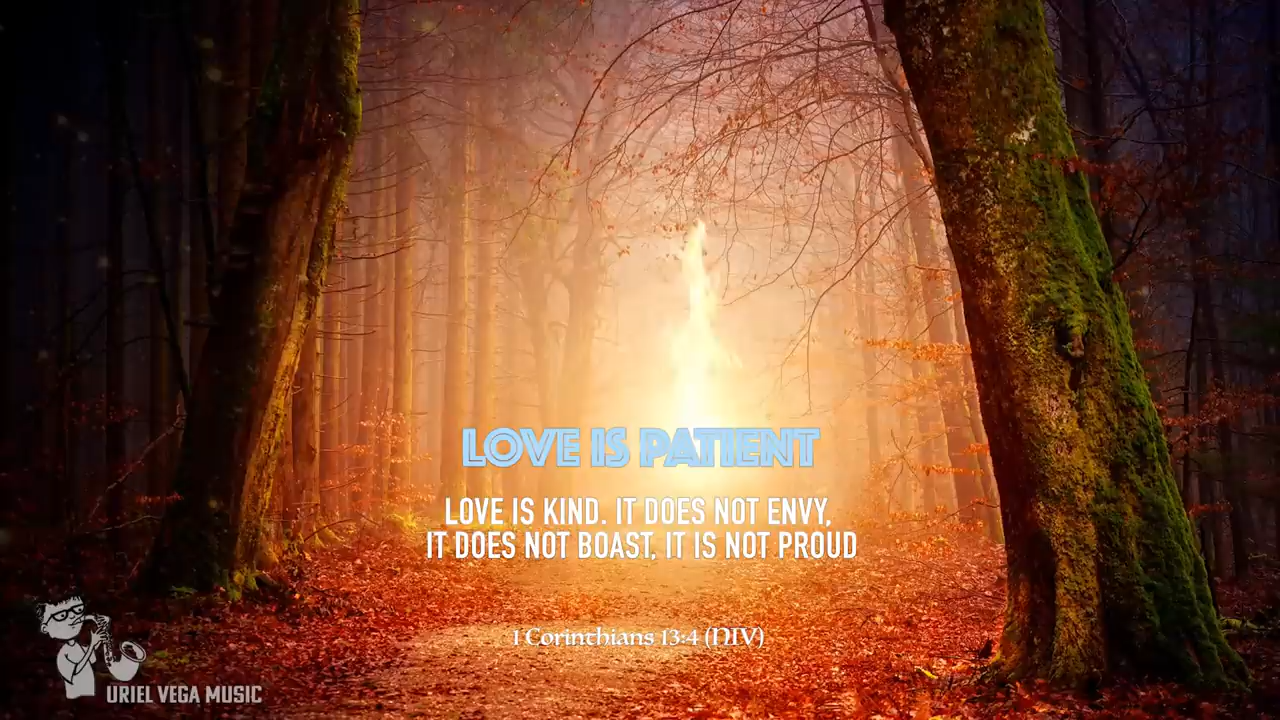 LOVE IS PATIENT
LOVE IS KIND. IT DOES NOT ENVY,
IT DOES NOT BOAST, IT IS NOT PROUD
1 Corinthians 13:4 (NIV)
URIEL VEGA MUSIC